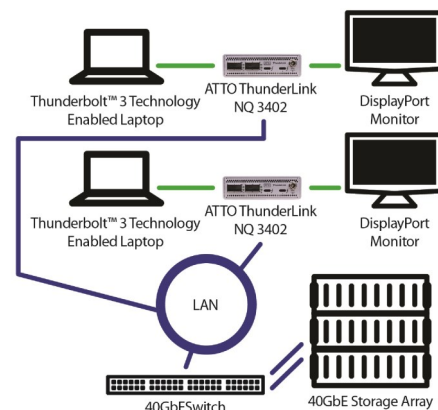 Thunderbolt™ 3 Technology
Enabled Laptop
ATTO ThunderLink
NQ 3402
DisplayPort
Monitor
Thunderbolt™ 3 Technology
Enabled Laptop
ATTO ThunderLink
NQ 3402
DisplayPort
Monitor
LAN
40GbESwitch
40GbE Storage Array